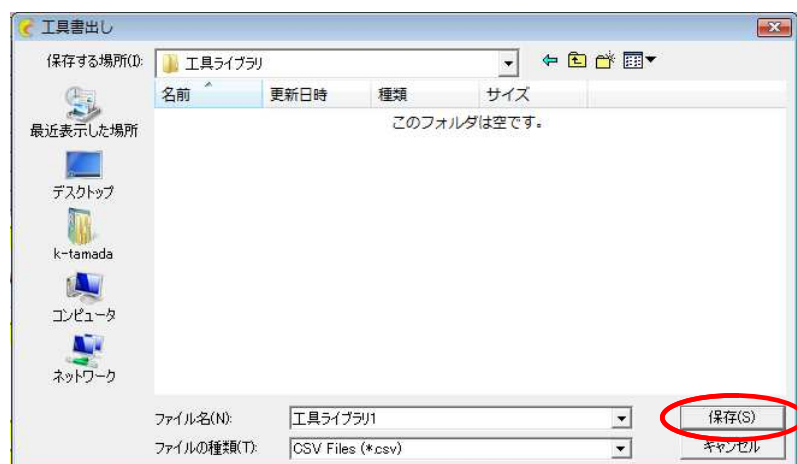 工具書出し
保存する場所(I):
工具ライブラリ
名前 更新日時 種類 サイズ
このフォルダは空です。
最近表示した場所
デスクトップ
k-tamada
コンピュータ
ネットワーク
ファイル名(N): 工具ライブラリ1 保存(S)
ファイルの種類(T): CSV Files (*.csv) キャンセル